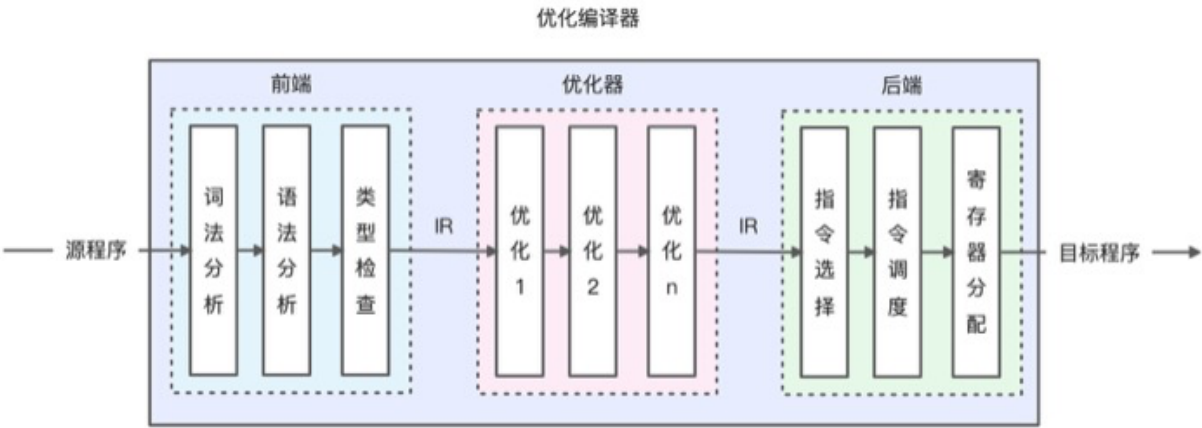 优化编译器
前端
优化器
后端
源程序
词法分析
语法分析
类型检查
IR
优化1
优化2
优化n
IR
指令选择
指令调度
寄存器分配
目标程序